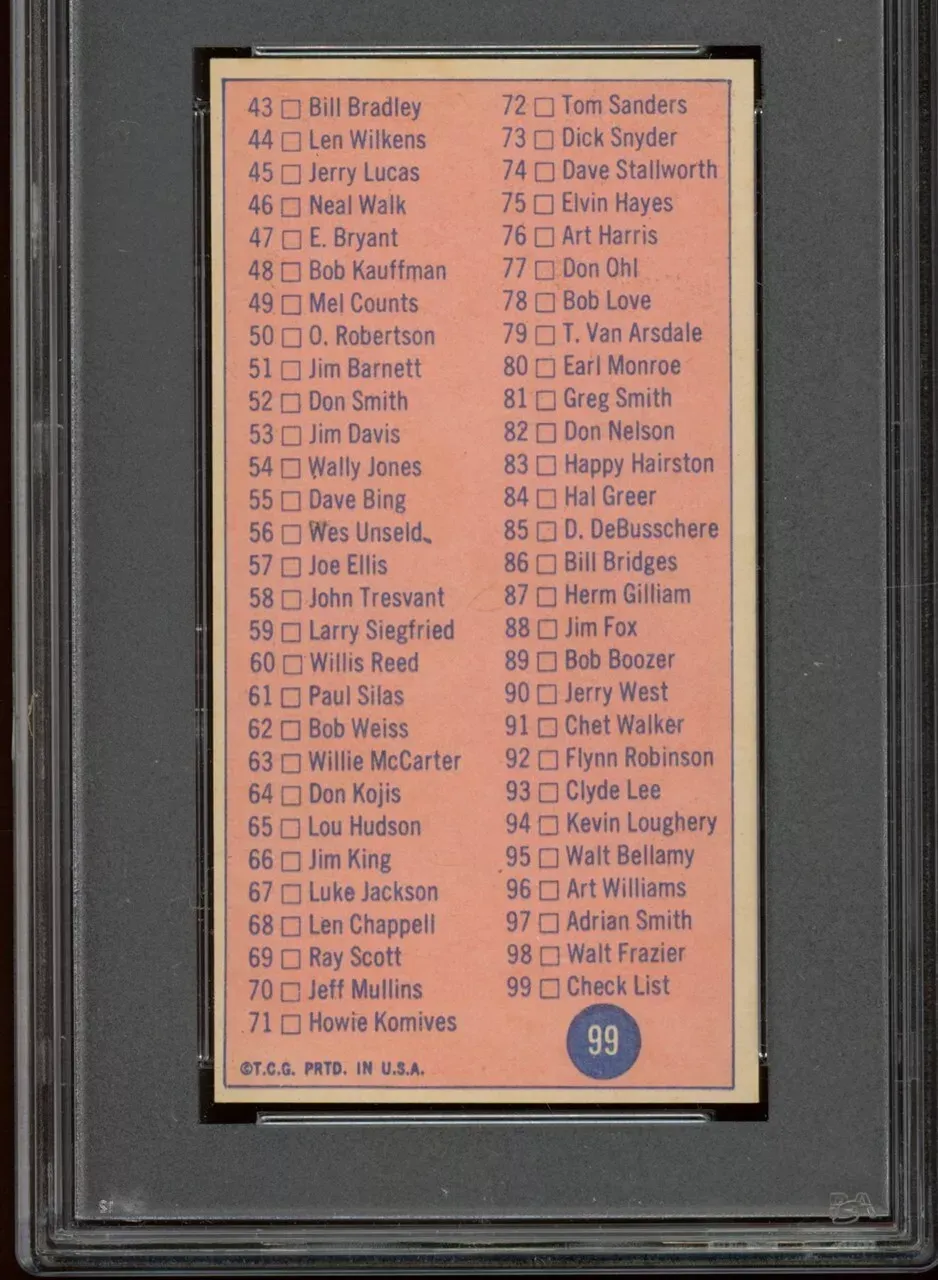 43 □ Bill Bradley
44 □ Len Wilkens
45 □ Jerry Lucas
46 □ Neal Walk
47 □ E. Bryant
48 □ Bob Kauffman
49 □ Mel Counts
50 □ O. Robertson
51 □ Jim Barnett
52 □ Don Smith
53 □ Jim Davis
54 □ Wally Jones
55 □ Dave Bing
56 □ Wes Unseld
57 □ Joe Ellis
58 □ John Tresvant
59 □ Larry Siegfried
60 □ Willis Reed
61 □ Paul Silas
62 □ Bob Weiss
63 □ Willie McCarter
64 □ Don Kojis
65 □ Lou Hudson
66 □ Jim King
67 □ Luke Jackson
68 □ Len Chappell
69 □ Ray Scott
70 □ Jeff Mullins
71 □ Howie Komives
72 □ Tom Sanders
73 □ Dick Snyder
74 □ Dave Stallworth
75 □ Elvin Hayes
76 □ Art Harris
77 □ Don Ohl
78 □ Bob Love
79 □ T. Van Arsdale
80 □ Earl Monroe
81 □ Greg Smith
82 □ Don Nelson
83 □ Happy Hairston
84 □ Hal Greer
85 □ D. DeBusschere
86 □ Bill Bridges
87 □ Herm Gilliam
88 □ Jim Fox
89 □ Bob Boozer
90 □ Jerry West
91 □ Chet Walker
92 □ Flynn Robinson
93 □ Clyde Lee
94 □ Kevin Loughery
95 □ Walt Bellamy
96 □ Art Williams
97 □ Adrian Smith
98 □ Walt Frazier
99 □ Check List
99
©T.C.G. PRTD. IN U.S.A.
PSA